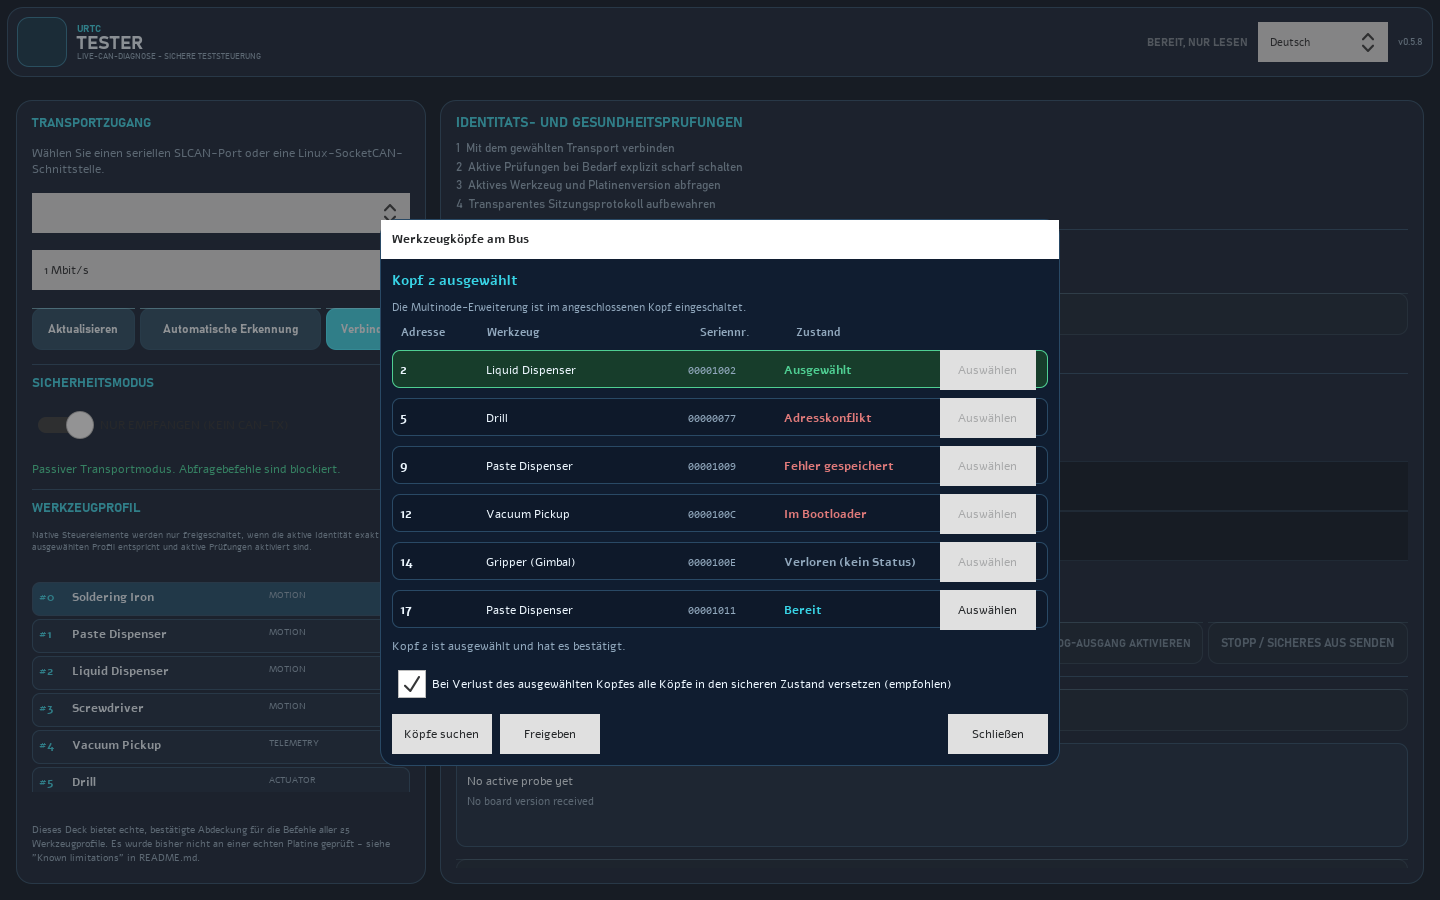 URTC
TESTER
LIVE-CAN-DIAGNOSE - SICHERE TESTSTEUERUNG
BEREIT, NUR LESEN
Deutsch
v0.5.8
TRANSPORTZUGANG
Wählen Sie einen seriellen SLCAN-Port oder eine Linux-SocketCAN-
Schnittstelle.
1 Mbit/s
Aktualisieren
Automatische Erkennung
SICHERHEITSMODUS
NUR EMPFANGEN (KEIN CAN-TX)
Passiver Transportmodus. Abfragebefehle sind blockiert.
WERKZEUGPROFIL
Native Steuerelemente werden nur freigeschaltet, wenn die aktive Identität exakt
ausgewählten Profil entspricht und aktive Prüfungen aktiviert sind.
#0 Soldering Iron MOTION
#1 Paste Dispenser MOTION
#2 Liquid Dispenser MOTION
#3 Screwdriver MOTION
#4 Vacuum Pickup TELEMETRY
#5 Drill ACTUATOR
Dieses Deck bietet echte, bestätigte Abdeckung für die Befehle aller 25
Werkzeugprofile. Es wurde bisher nicht an einer echten Platine geprüft - siehe
"Known limitations" in README.md.
IDENTITATS- UND GESUNDHEITSPRUFUNGEN
1 Mit dem gewählten Transport verbinden
2 Aktive Prüfungen bei Bedarf explizit scharf schalten
3 Aktives Werkzeug und Platinenversion abfragen
4 Transparentes Sitzungsprotokoll aufbewahren
Werkzeugköpfe am Bus
Kopf 2 ausgewählt
Die Multinode-Erweiterung ist im angeschlossenen Kopf eingeschaltet.
Adresse Werkzeug Seriennr. Zustand
2 Liquid Dispenser 00001002 Ausgewählt Auswählen
5 Drill 00000077 Adresskonflikt Auswählen
9 Paste Dispenser 00001009 Fehler gespeichert Auswählen
12 Vacuum Pickup 0000100C Im Bootloader Auswählen
14 Gripper (Gimbal) 0000100E Verloren (kein Status) Auswählen
17 Paste Dispenser 00001011 Bereit Auswählen
Kopf 2 ist ausgewählt und hat es bestätigt.
Bei Verlust des ausgewählten Kopfes alle Köpfe in den sicheren Zustand versetzen (empfohlen)
Köpfe suchen
Freigeben
Schließen
OG-AUSGANG AKTIVIEREN
STOPP / SICHERES AUS SENDEN
No active probe yet
No board version received